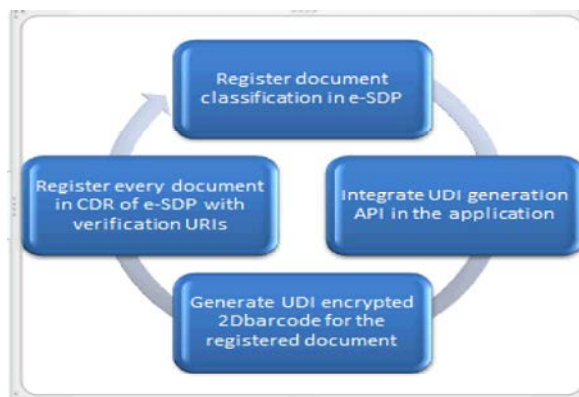 Register document
classification in e-SDP
Integrate UDI generation
API in the application
Generate UDI encrypted
2Dbarcode for the
registered document
Register every document
in CDR of e-SDP with
verification URIs